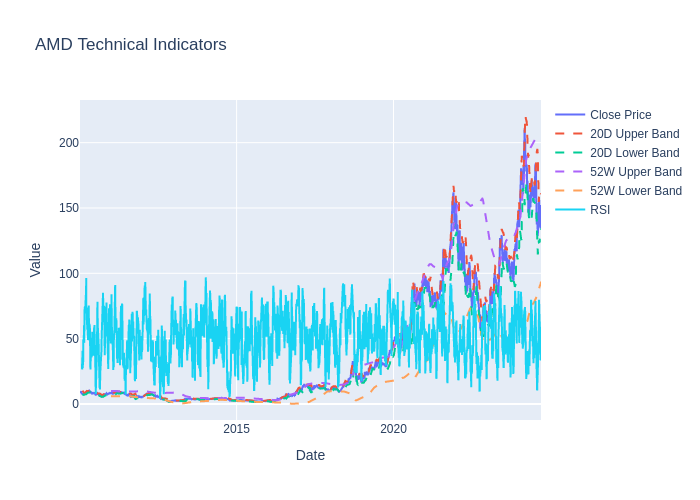 AMD Technical Indicators
Value
200
150
100
50
0
2015
2020
Date
Close Price
20D Upper Band
20D Lower Band
52W Upper Band
52W Lower Band
RSI